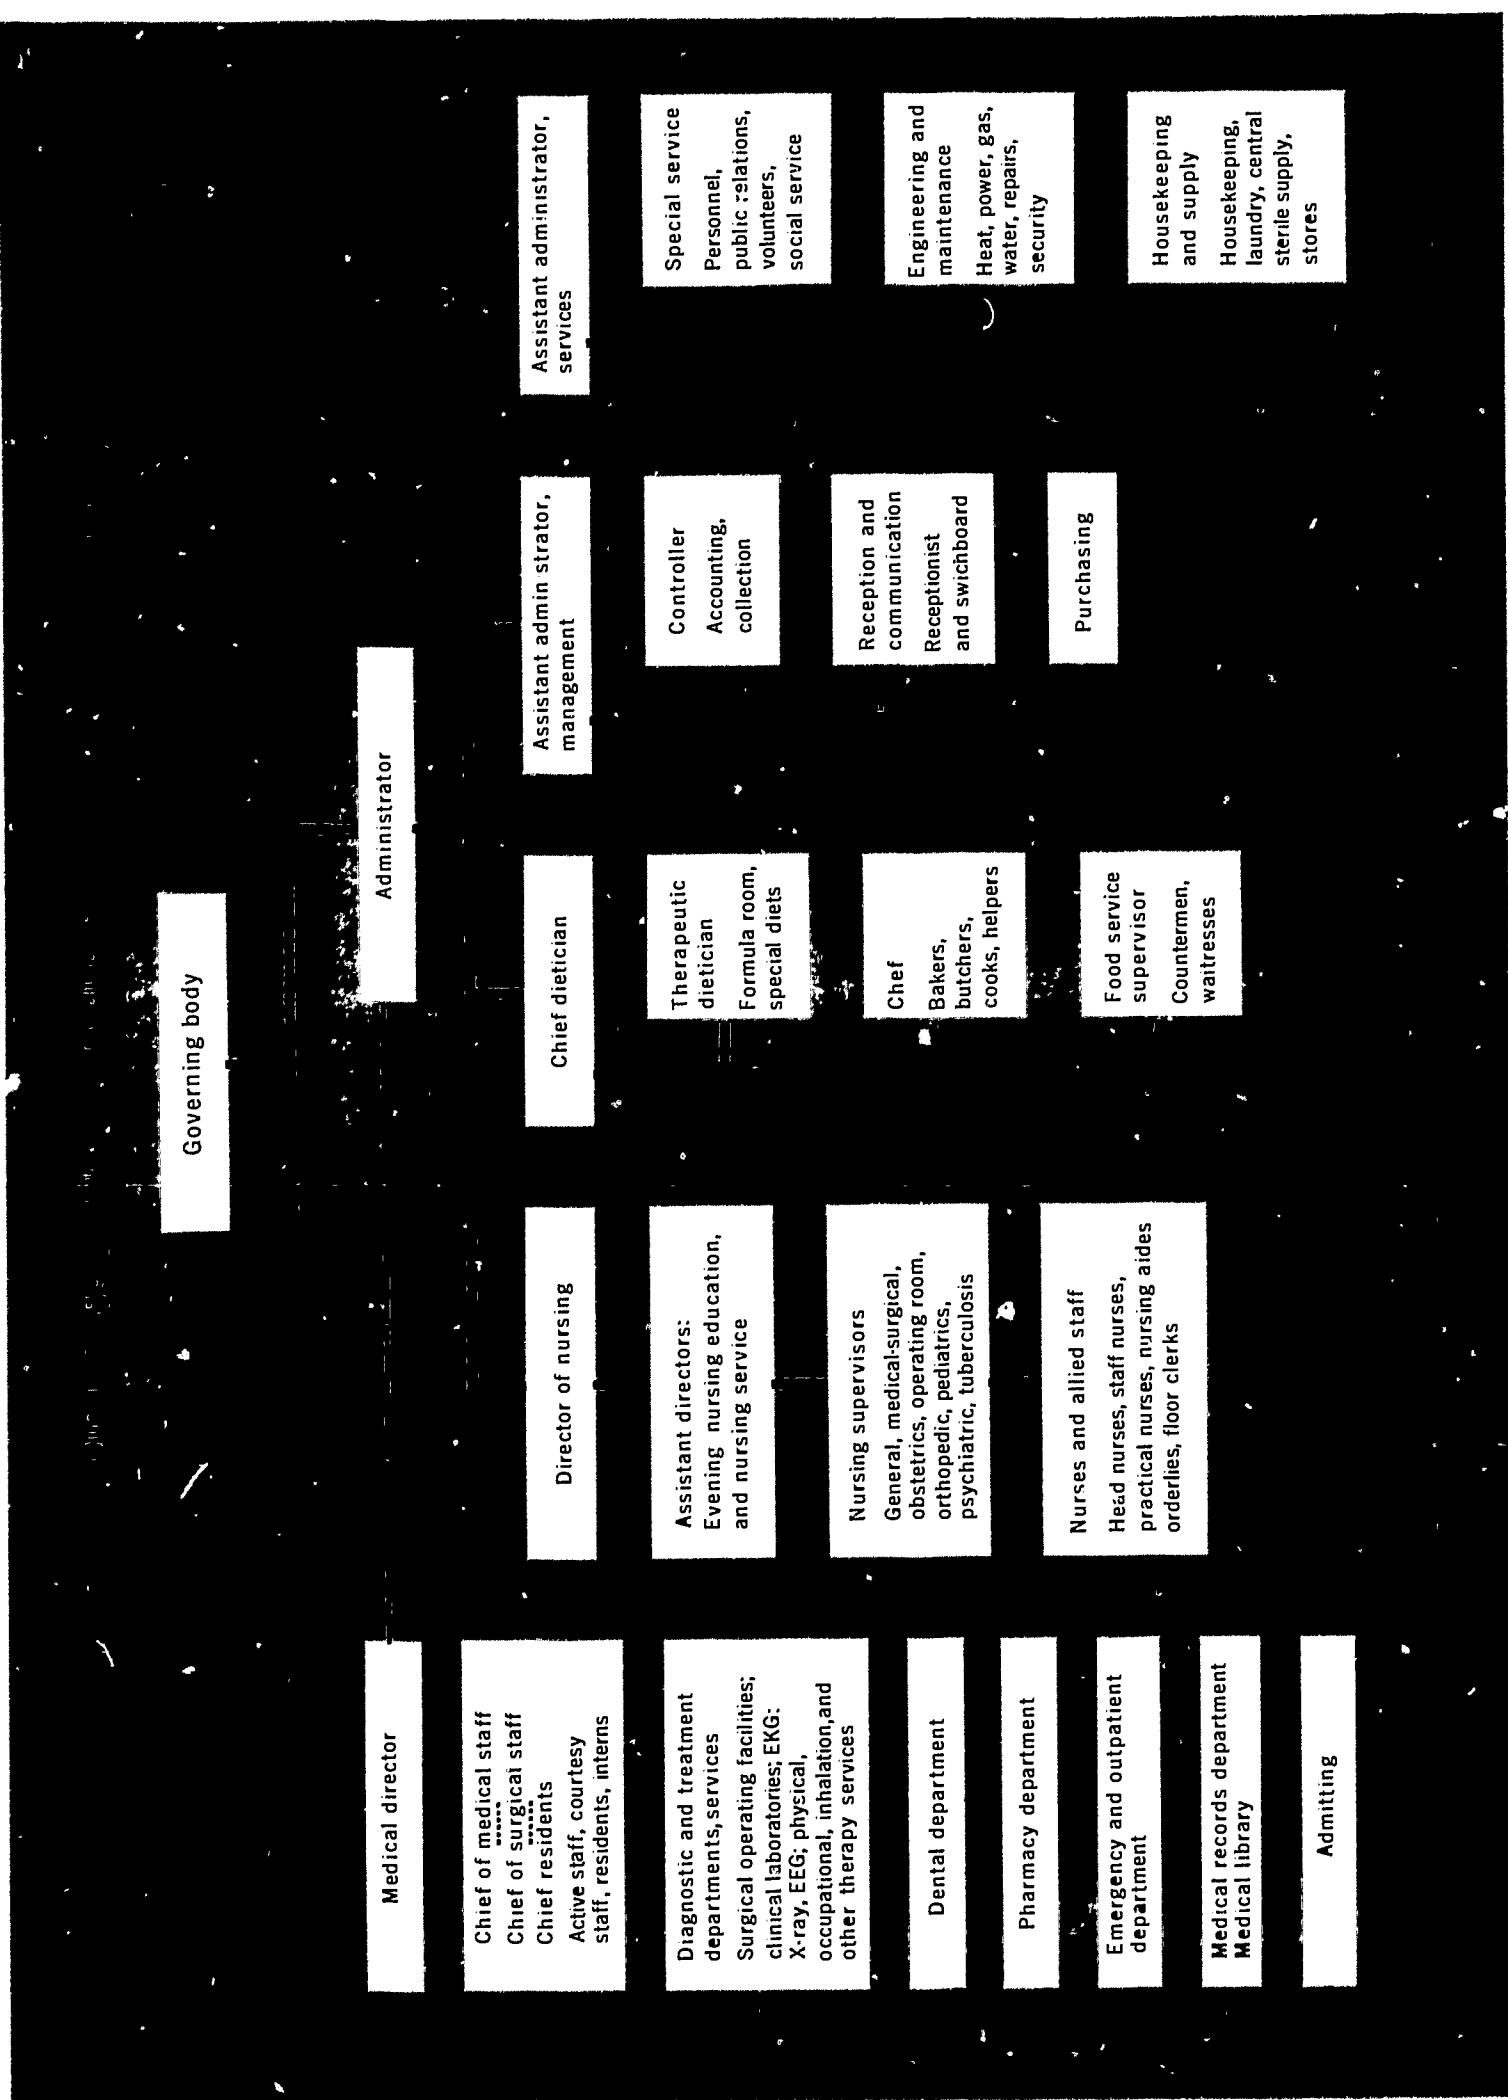 Governing body
Administrator
Medical director
Chief of medical staff
Chief of surgical staff
Chief residents
Active staff, courtesy
staff, residents, interns
Diagnostic and treatment
departments, services
Surgical operating facilities;
clinical laboratories; EKG:
X-ray, EEG; physical,
occupational, inhalation, and
other therapy services
Dental department
Pharmacy department
Emergency and outpatient
department
Medical records department
Medical library
Admitting
Director of nursing
Assistant directors:
Evening nursing education,
and nursing service
Nursing supervisors
General, medical-surgical,
obstetrics, operating room,
orthopedic, pediatrics,
psychiatric, tuberculosis
Nurses and allied staff
Head nurses, staff nurses,
practical nurses, nursing aides
orderlies, floor clerks
Chief dietician
Therapeutic
dietician
Formula room,
special diets
Chef
Bakers,
butchers,
cooks, helpers
Food service
supervisor
Countermen,
waitresses
Assistant administrator,
management
Controller
Accounting,
collection
Reception and
communication
Receptionist
and swichboard
Purchasing
Assistant administrator,
services
Special service
Personnel,
public relations,
volunteers,
social service
Engineering and
maintenance
Heat, power, gas,
water, repairs,
security
Housekeeping
and supply
Housekeeping,
laundry, central
sterile supply,
stores